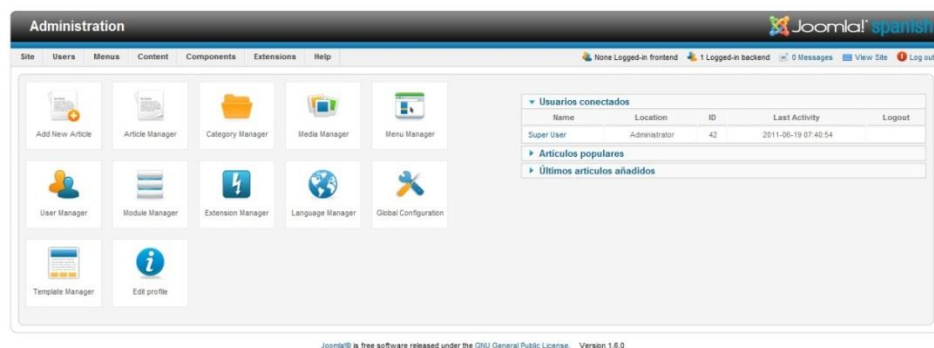 Administration
Joomla! spanish
Site Users Menus Content Components Extensions Help
None Logged-in frontend 1 Logged-in backend 0 Messages View Site Log out
Add New Article Article Manager Category Manager Media Manager Menu Manager
User Manager Module Manager Extension Manager Language Manager Global Configuration
Template Manager Edit profile
Usuarios conectados
Name Location ID Last Activity Logout
Super User Administrator 42 2011-06-19 07:40:54
Artículos populares
Últimos artículos añadidos
Joomla!® is free software released under the GNU General Public License. Version 1.6.0